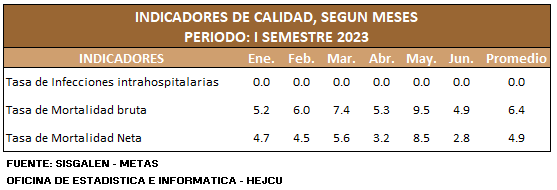 INDICADORES DE CALIDAD, SEGUN MESES
PERIODO: I SEMESTRE 2023
INDICADORES Ene. Feb. Mar. Abr. May. Jun. Promedio
Tasa de Infecciones intrahospitalarias 0.0 0.0 0.0 0.0 0.0 0.0 0.0
Tasa de Mortalidad bruta 5.2 6.0 7.4 5.3 9.5 4.9 6.4
Tasa de Mortalidad Neta 4.7 4.5 5.6 3.2 8.5 2.8 4.9
FUENTE: SISGALEN - METAS
OFICINA DE ESTADISTICA E INFORMATICA - HEJCU